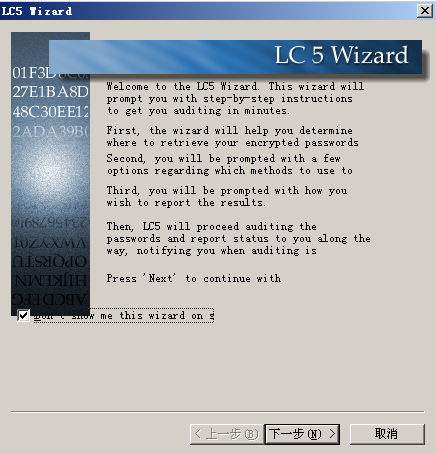 LC5 Wizard
LC 5 Wizard
01F3D
27E1BA8D
48C30EE12
2ADA39B0
Welcome to the LC5 Wizard. This wizard will
prompt you with step-by-step instructions
to get you auditing in minutes.
First, the wizard will help you determine
where to retrieve your encrypted passwords
Second, you will be prompted with a few
options regarding which methods to use to
Third, you will be prompted with how you
wish to report the results.
Then, LC5 will proceed auditing the
passwords and report status to you along the
way, notifying you when auditing is
Press 'Next' to continue with
Don't show me this wizard on s
< 上一步(B)
下一步(N) >
取消